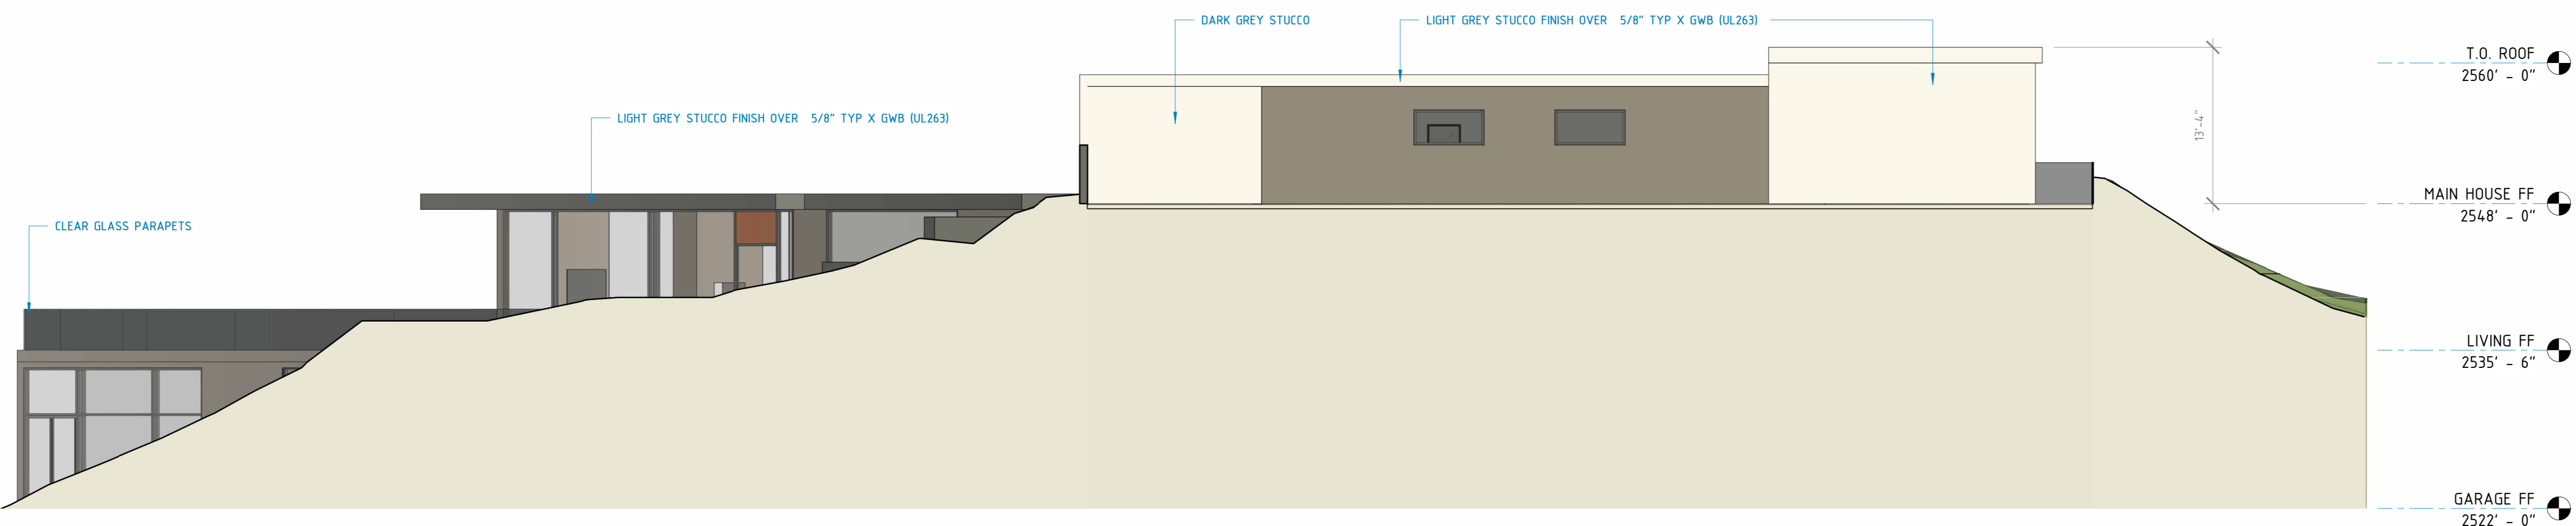 DARK GREY STUCCO
LIGHT GREY STUCCO FINISH OVER 5/8" TYP X GWB (UL263)
T.O. ROOF
2560' - 0"
LIGHT GREY STUCCO FINISH OVER 5/8" TYP X GWB (UL263)
13'-4"
MAIN HOUSE FF
2548' - 0"
CLEAR GLASS PARAPETS
LIVING FF
2535' - 6"
GARAGE FF
2522' - 0"